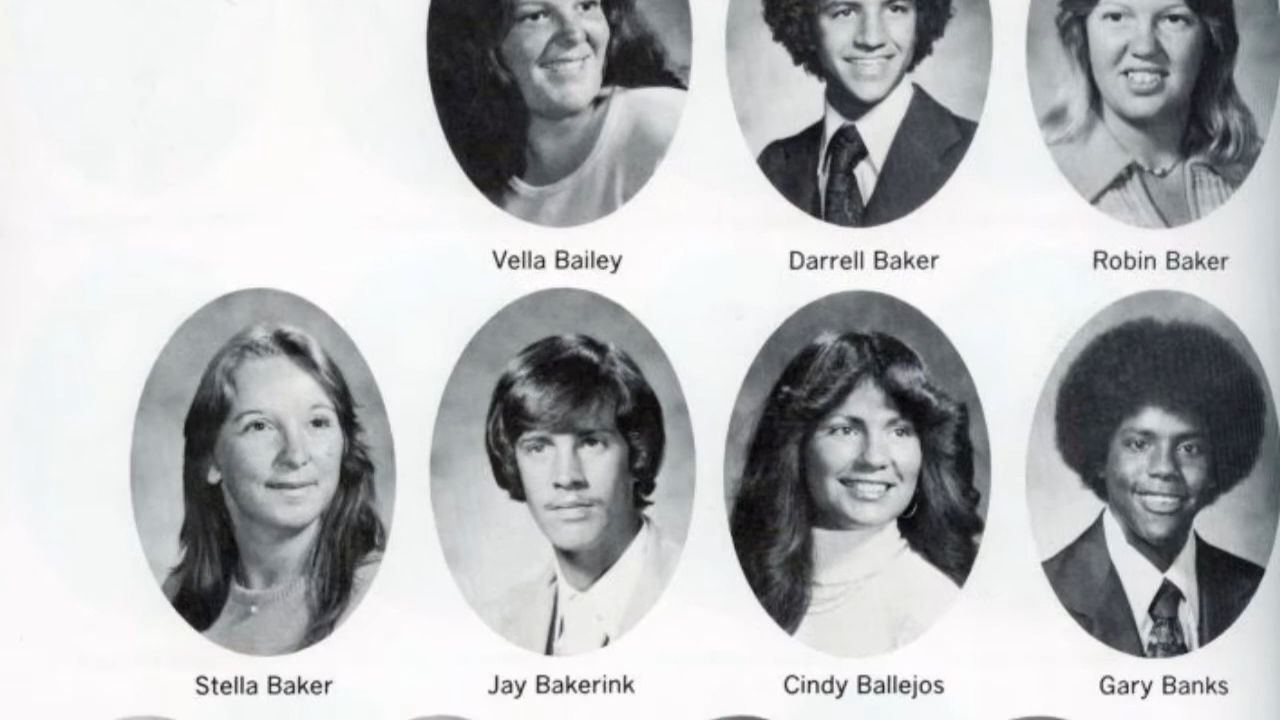 Vella Bailey
Darrell Baker
Robin Baker
Stella Baker
Jay Bakerink
Cindy Ballejos
Gary Banks